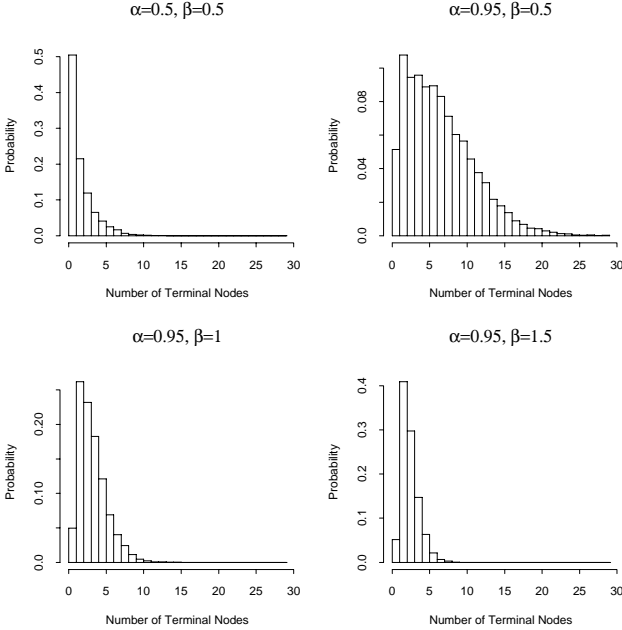 α=0.5, β=0.5
Probability
0.0 0.1 0.2 0.3 0.4 0.5
0 5 10 15 20 25 30
Number of Terminal Nodes
α=0.95, β=0.5
Probability
0.0 0.04 0.08
0 5 10 15 20 25 30
Number of Terminal Nodes
α=0.95, β=1
Probability
0.0 0.10 0.20
0 5 10 15 20 25 30
Number of Terminal Nodes
α=0.95, β=1.5
Probability
0.0 0.1 0.2 0.3 0.4
0 5 10 15 20 25 30
Number of Terminal Nodes